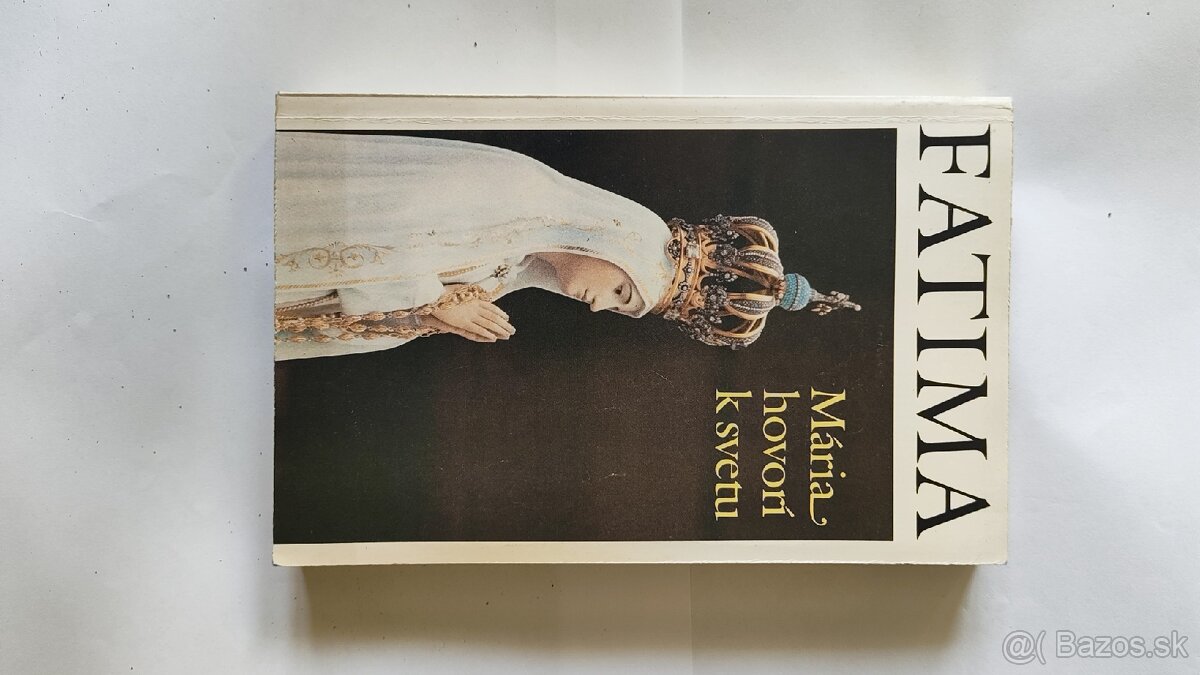 FATIMA
Mária
hovorí
k svetu
@( Bazos.sk